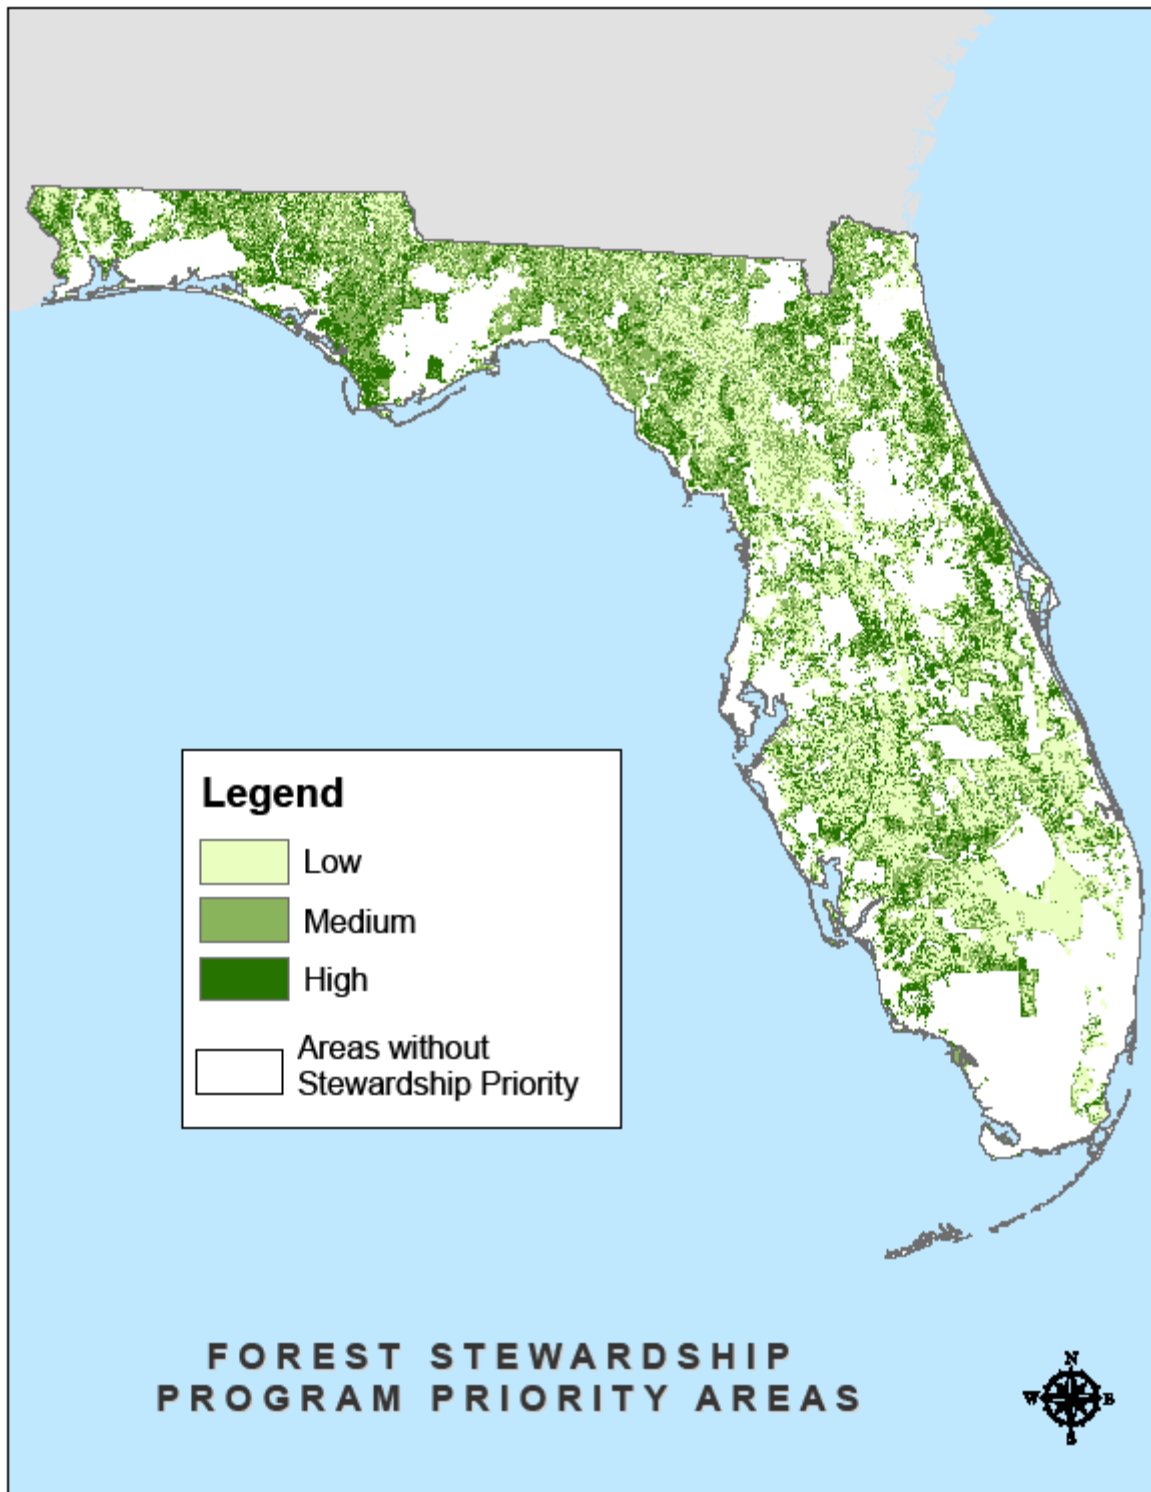 Legend
Low
Medium
High
Areas without
Stewardship Priority
FOREST STEWARDSHIP
PROGRAM PRIORITY AREAS
N
W E
S